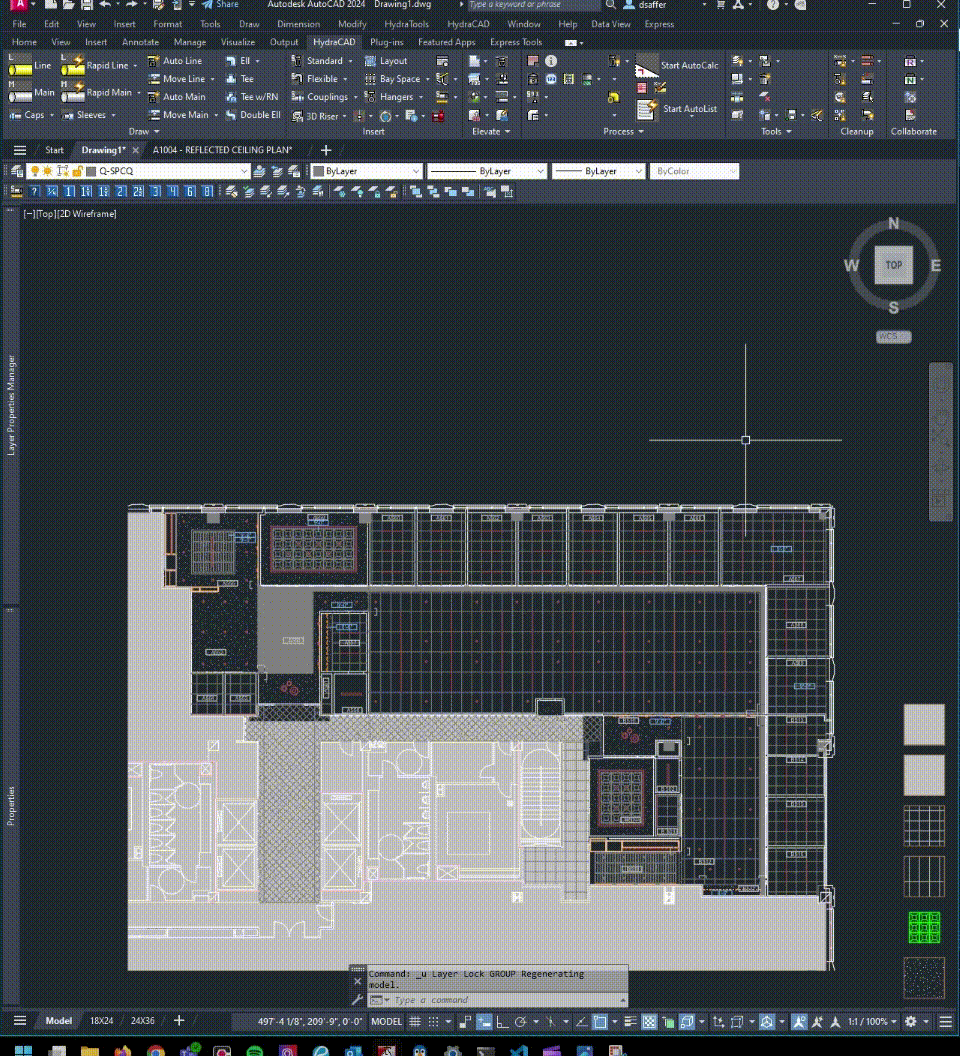 Share Autodesk AutoCAD 2024 Drawing1.dwg Type a keyword or phrase dsaffer
File Edit View Insert Format Tools Draw Dimension Modify HydraTools HydraCAD Window Help Data View Express
Home View Insert Annotate Manage Visualize Output HydraCAD Plug-ins Featured Apps Express Tools
Line Rapid Line Auto Line Ell Standard Layout Start AutoCalc
Move Line Tee Flexible Bay Space
Main Rapid Main Auto Main Tee w/RN Couplings Hangers Start AutoList
Caps Sleeves Move Main Double Ell 3D Riser
Draw Insert Elevate Process Tools Cleanup Collaborate
Start Drawing1* A1004 - REFLECTED CEILING PLAN*
Q-SPCQ ByLayer ByLayer ByLayer ByColor
[−][Top][2D Wireframe]
N
W TOP E
S
WCS
Layer Properties Manager
Properties
Command: _u Layer Lock GROUP Regenerating
model.
Type a command
Model 18X24 24X36 497'-4 1/8", 209'-9", 0'-0" MODEL 1:1 / 100%